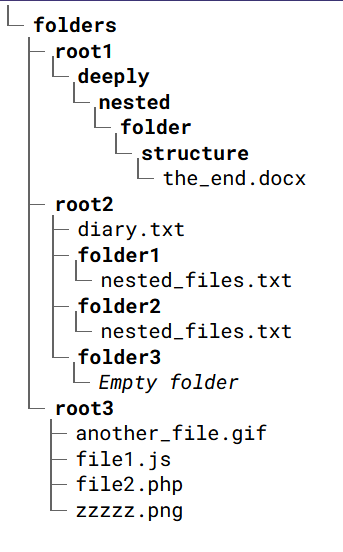 folders
root1
deeply
nested
folder
structure
the_end.docx
root2
diary.txt
folder1
nested_files.txt
folder2
nested_files.txt
folder3
Empty folder
root3
another_file.gif
file1.js
file2.php
zzzzz.png